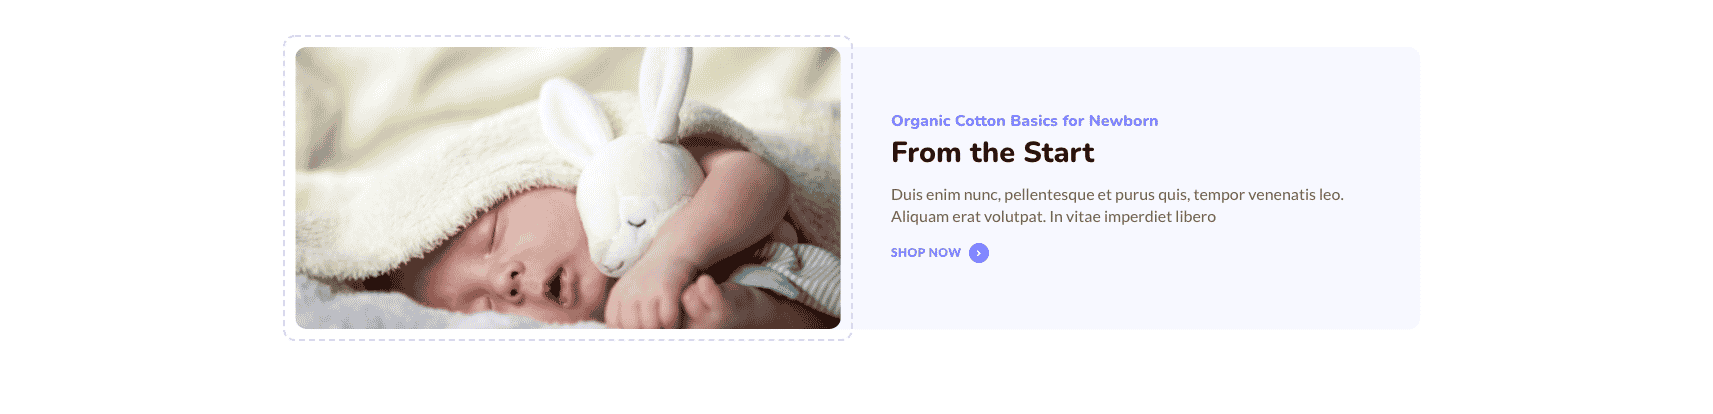 Organic Cotton Basics for Newborn
From the Start
Duis enim nunc, pellentesque et purus quis, tempor venenatis leo.
Aliquam erat volutpat. In vitae imperdiet libero
SHOP NOW